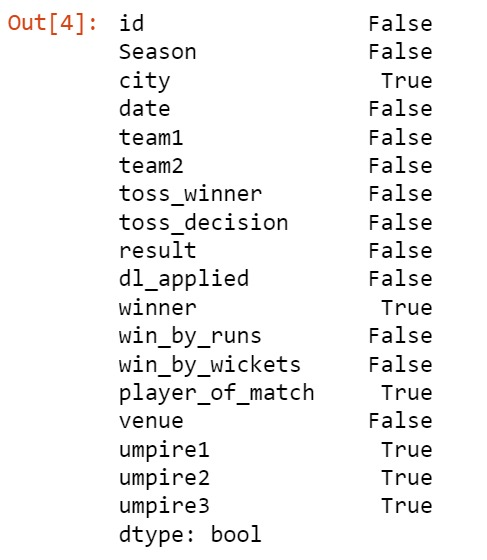 Out[4]: id False
Season False
city True
date False
team1 False
team2 False
toss_winner False
toss_decision False
result False
dl_applied False
winner True
win_by_runs False
win_by_wickets False
player_of_match True
venue False
umpire1 True
umpire2 True
umpire3 True
dtype: bool